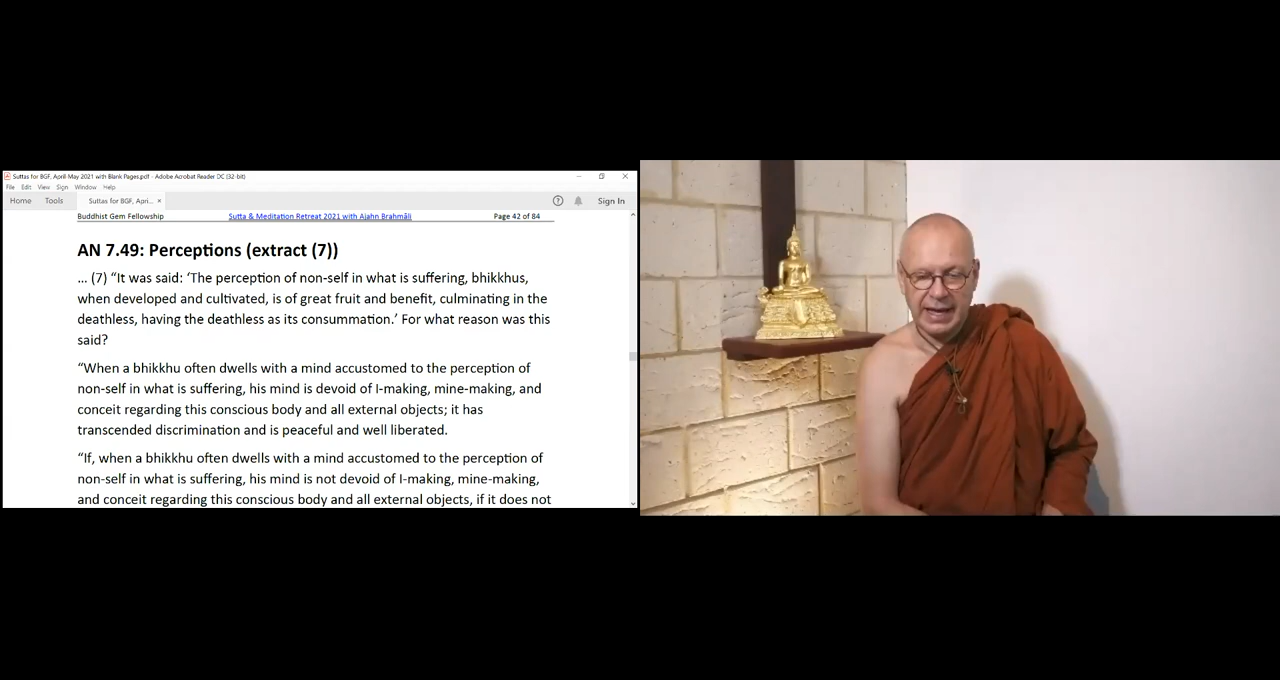 Suttas for BGF, April May 2021 with Blank Pages.pdf - Adobe Acrobat Reader DC (32-bit)
File Edit View Sign Window Help
Home Tools Suttas for BGF, Apri... × Sign In
Buddhist Gem Fellowship Sutta & Meditation Retreat 2021 with Ajahn Brahmāli Page 42 of 84
AN 7.49: Perceptions (extract (7))
... (7) “It was said: ‘The perception of non-self in what is suffering, bhikkhus,
when developed and cultivated, is of great fruit and benefit, culminating in the
deathless, having the deathless as its consummation.’ For what reason was this
said?
“When a bhikkhu often dwells with a mind accustomed to the perception of
non-self in what is suffering, his mind is devoid of I-making, mine-making, and
conceit regarding this conscious body and all external objects; it has
transcended discrimination and is peaceful and well liberated.
“If, when a bhikkhu often dwells with a mind accustomed to the perception of
non-self in what is suffering, his mind is not devoid of I-making, mine-making,
and conceit regarding this conscious body and all external objects, if it does not